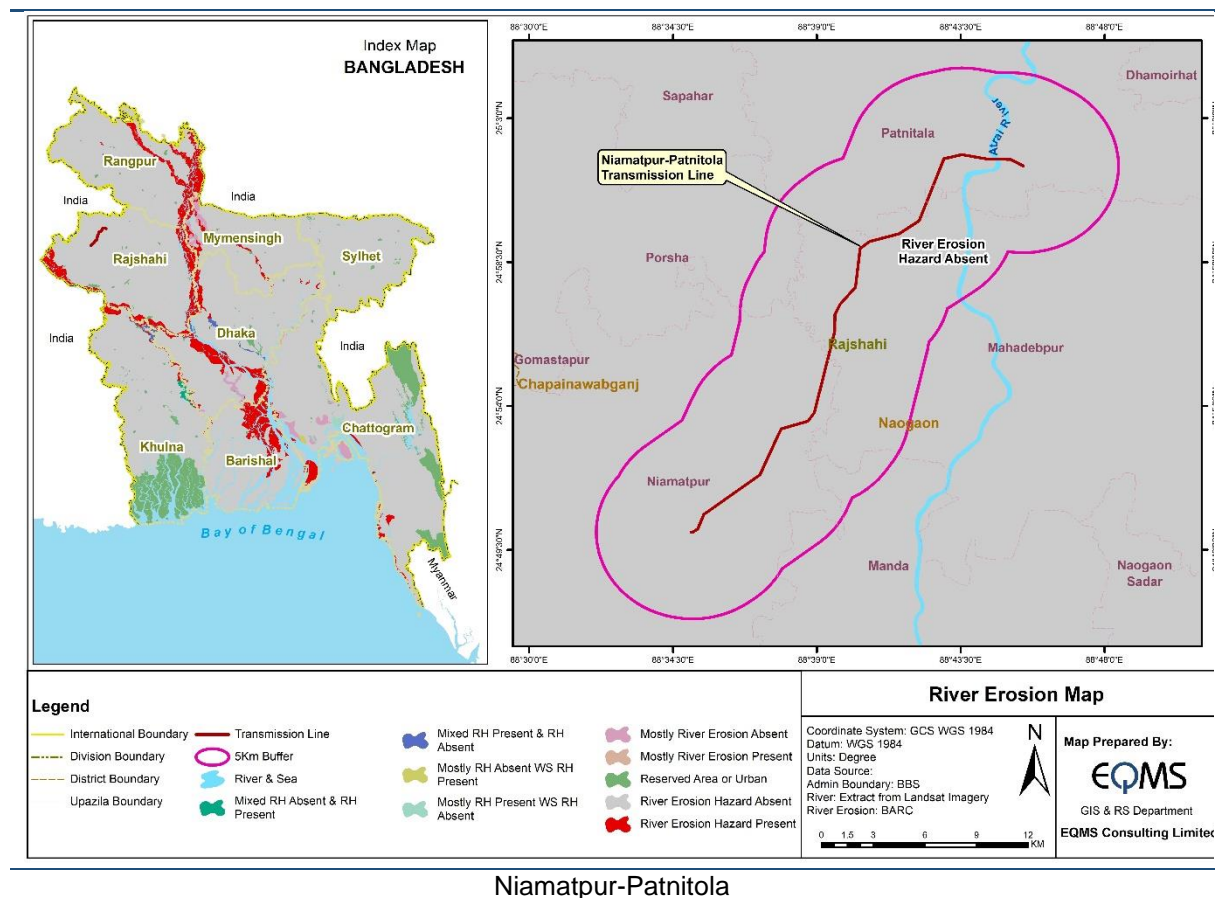 Index Map
BANGLADESH
Rangpur
India
India
Mymensingh
Sylhet
Rajshahi
India
Dhaka
India
Khulna
Barishal
Chattogram
Bay of Bengal
Myanmar
88°30'0"E
88°34'30"E
88°39'0"E
88°43'30"E
88°48'0"E
Dhamoirhat
Sapahar
Patnitala
Atrai River
25°3'0"N
Niamatpur-Patnitola
Transmission Line
River Erosion
Hazard Absent
Porsha
24°58'30"N
Rajshahi
Mahadebpur
Gomastapur
Chapainawabganj
24°54'0"N
Naogaon
Niamatpur
24°49'30"N
Manda
Naogaon
Sadar
88°30'0"E
88°34'30"E
88°39'0"E
88°43'30"E
88°48'0"E
Legend
International Boundary
Division Boundary
District Boundary
Upazila Boundary
Transmission Line
5Km Buffer
River & Sea
Mixed RH Absent & RH
Present
Mixed RH Present & RH
Absent
Mostly RH Absent WS RH
Present
Mostly RH Present WS RH
Absent
Mostly River Erosion Absent
Mostly River Erosion Present
Reserved Area or Urban
River Erosion Hazard Absent
River Erosion Hazard Present
River Erosion Map
Coordinate System: GCS WGS 1984
Datum: WGS 1984
Units: Degree
Data Source:
Admin Boundary: BBS
River: Extract from Landsat Imagery
River Erosion: BARC
N
0 1.5 3 6 9 12
KM
Map Prepared By:
EQMS
GIS & RS Department
EQMS Consulting Limited
Niamatpur-Patnitola